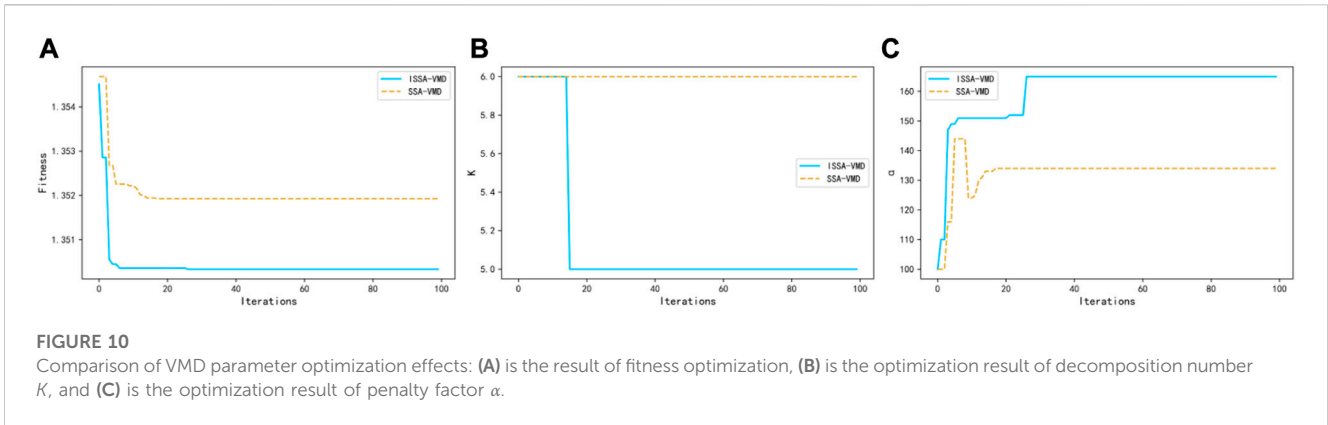 A
ISSA-VMD
SSA-VMD
1.354
1.353
1.352
1.351
Fitness
0
20
40
60
80
100
Iterations
B
6.0
5.8
5.6
5.4
5.2
5.0
K
ISSA-VMD
SSA-VMD
0
20
40
60
80
100
Iterations
C
ISSA-VMD
SSA-VMD
160
150
140
130
120
110
100
α
0
20
40
60
80
100
Iterations
FIGURE 10
Comparison of VMD parameter optimization effects: (A) is the result of fitness optimization, (B) is the optimization result of decomposition number
K, and (C) is the optimization result of penalty factor α.